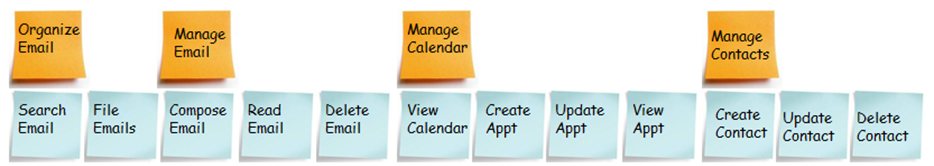 Organize
Email
Manage
Email
Manage
Calendar
Manage
Contacts
Search
Email
File
Emails
Compose
Email
Read
Email
Delete
Email
View
Calendar
Create
Appt
Update
Appt
View
Appt
Create
Contact
Update
Contact
Delete
Contact